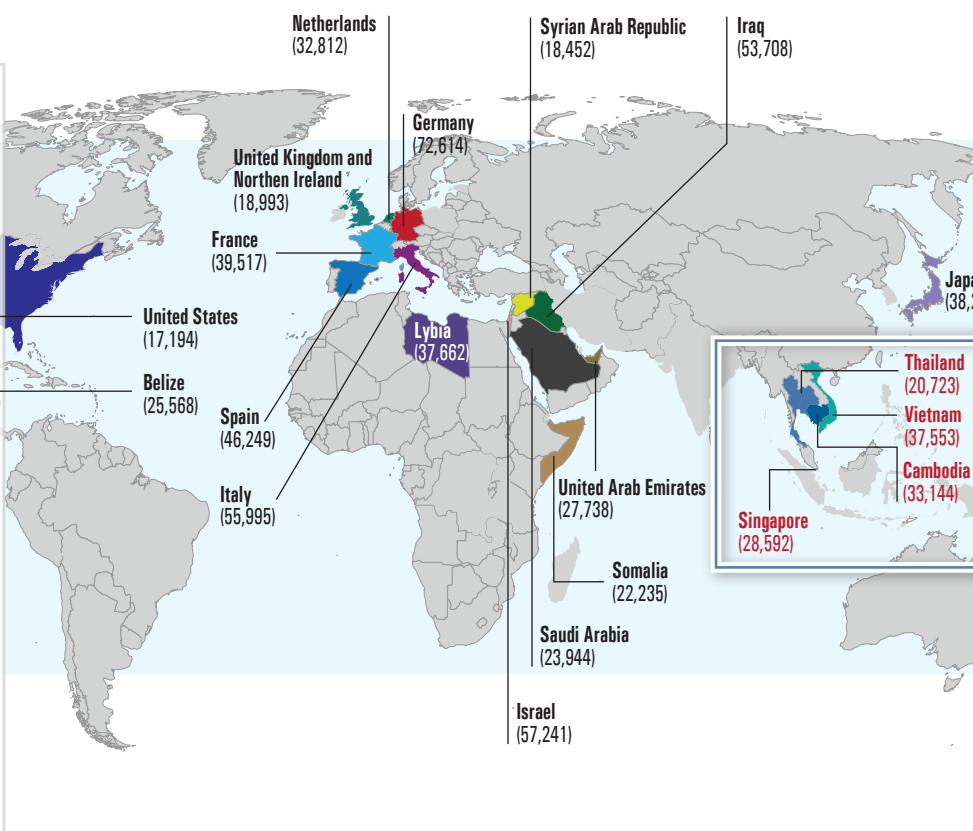 Netherlands
(32,812)
Syrian Arab Republic
(18,452)
Iraq
(53,708)
Germany
(72,614)
United Kingdom and
Northen Ireland
(18,993)
France
(39,517)
United States
(17,194)
Belize
(25,568)
Spain
(46,249)
Italy
(55,995)
Lybia
(37,662)
United Arab Emirates
(27,738)
Somalia
(22,235)
Saudi Arabia
(23,944)
Israel
(57,241)
Thailand
(20,723)
Vietnam
(37,553)
Cambodia
(33,144)
Singapore
(28,592)